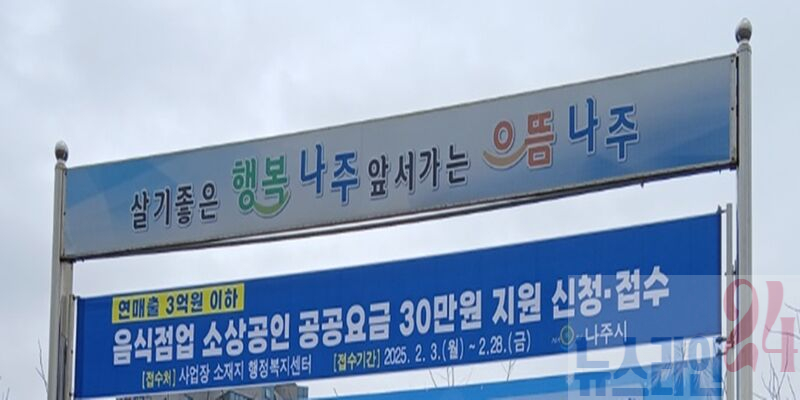 살기좋은 행복 나주 앞서가는 으뜸 나주
연매출 3억원 이하
음식점업 소상공인 공공요금 30만원 지원 신청·접수
[접수처] 사업장 소재지 행정복지센터 [접수기간] 2025. 2. 3.(월) ~ 2.28.(금)
나주시
뉴스라인24